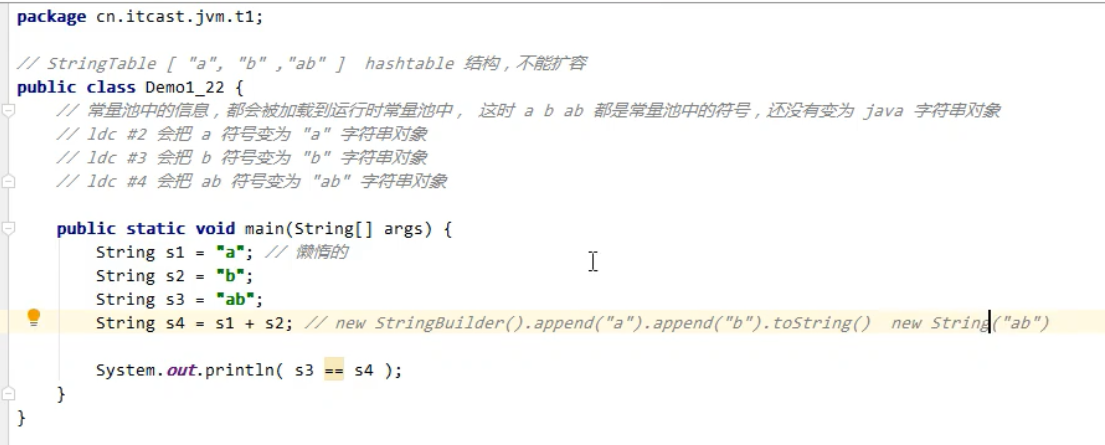 package cn.itcast.jvm.t1;
// StringTable [ "a", "b" ,"ab" ]  hashtable 结构，不能扩容
public class Demo1_22 {
// 常量池中的信息，都会被加载到运行时常量池中， 这时 a b ab 都是常量池中的符号，还没有变为 java 字符串对象
// ldc #2 会把 a 符号变为 "a" 字符串对象
// ldc #3 会把 b 符号变为 "b" 字符串对象
// ldc #4 会把 ab 符号变为 "ab" 字符串对象
public static void main(String[] args) {
String s1 = "a"; // 懒惰的
String s2 = "b";
String s3 = "ab";
String s4 = s1 + s2; // new StringBuilder().append("a").append("b").toString()  new String("ab")
System.out.println( s3 == s4 );
}
}